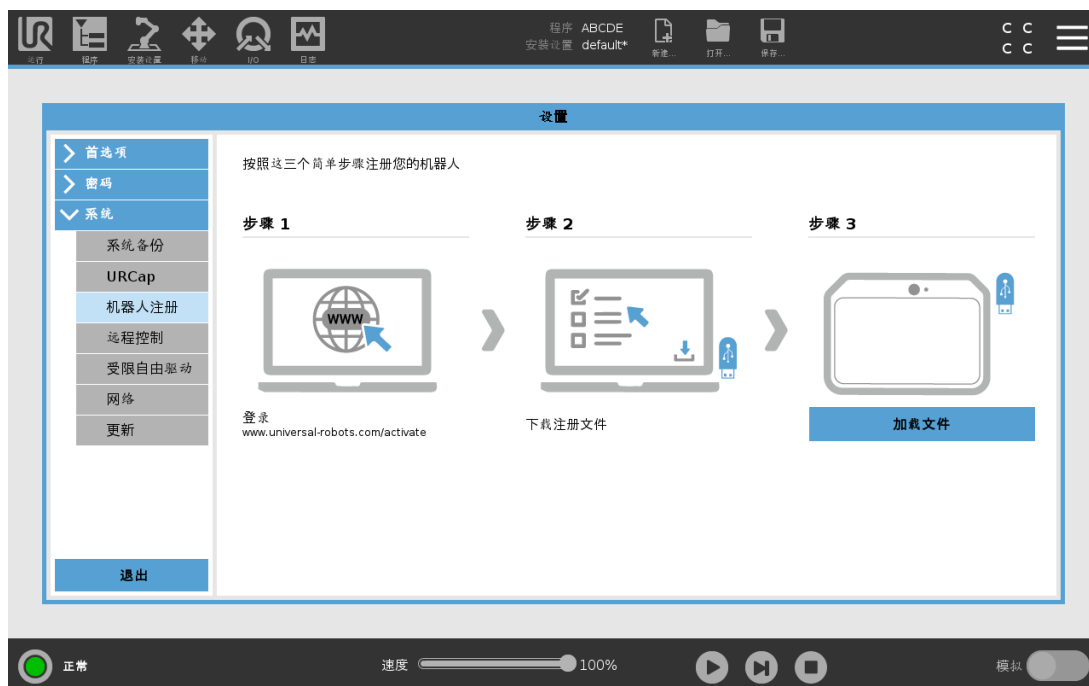 程序 ABCDE
安装设置 default*
C C
C C
运行
程序
安装设置
移动
I/O
日志
新建...
打开...
保存...
设置
首选项
密码
系统
系统备份
URCap
机器人注册
远程控制
受限自由驱动
网络
更新
退出
按照这三个简单步骤注册您的机器人
步骤 1
步骤 2
步骤 3
WWW
登录
www.universal-robots.com/activate
下载注册文件
加载文件
正常
速度
100%
模拟